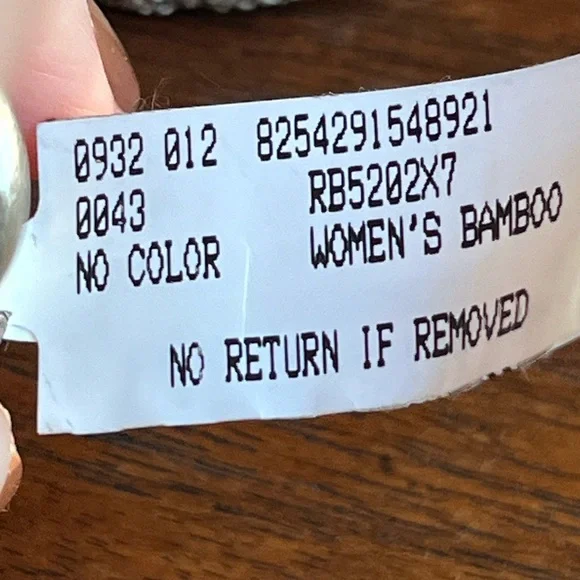 0932 012 8254291548921
0043 RB5202X7
NO COLOR WOMEN'S BAMBOO
NO RETURN IF REMOVED